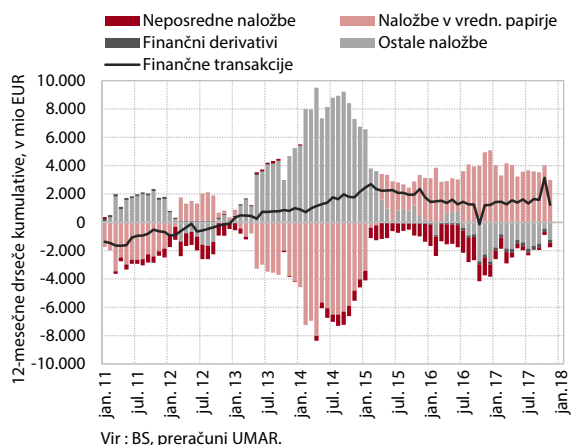 Neposredne naložbe
Naložbe v vredn. papirje
Finančni derivativi
Ostale naložbe
Finančne transakcije
12-mesečne drseče kumulative, v mio EUR
10.000
8.000
6.000
4.000
2.000
0
-2.000
-4.000
-6.000
-8.000
-10.000
jan. 11
jul. 11
jan. 12
jul. 12
jan. 13
jul. 13
jan. 14
jul. 14
jan. 15
jul. 15
jan. 16
jul. 16
jan. 17
jul. 17
jan. 18
Vir : BS, preračuni UMAR.